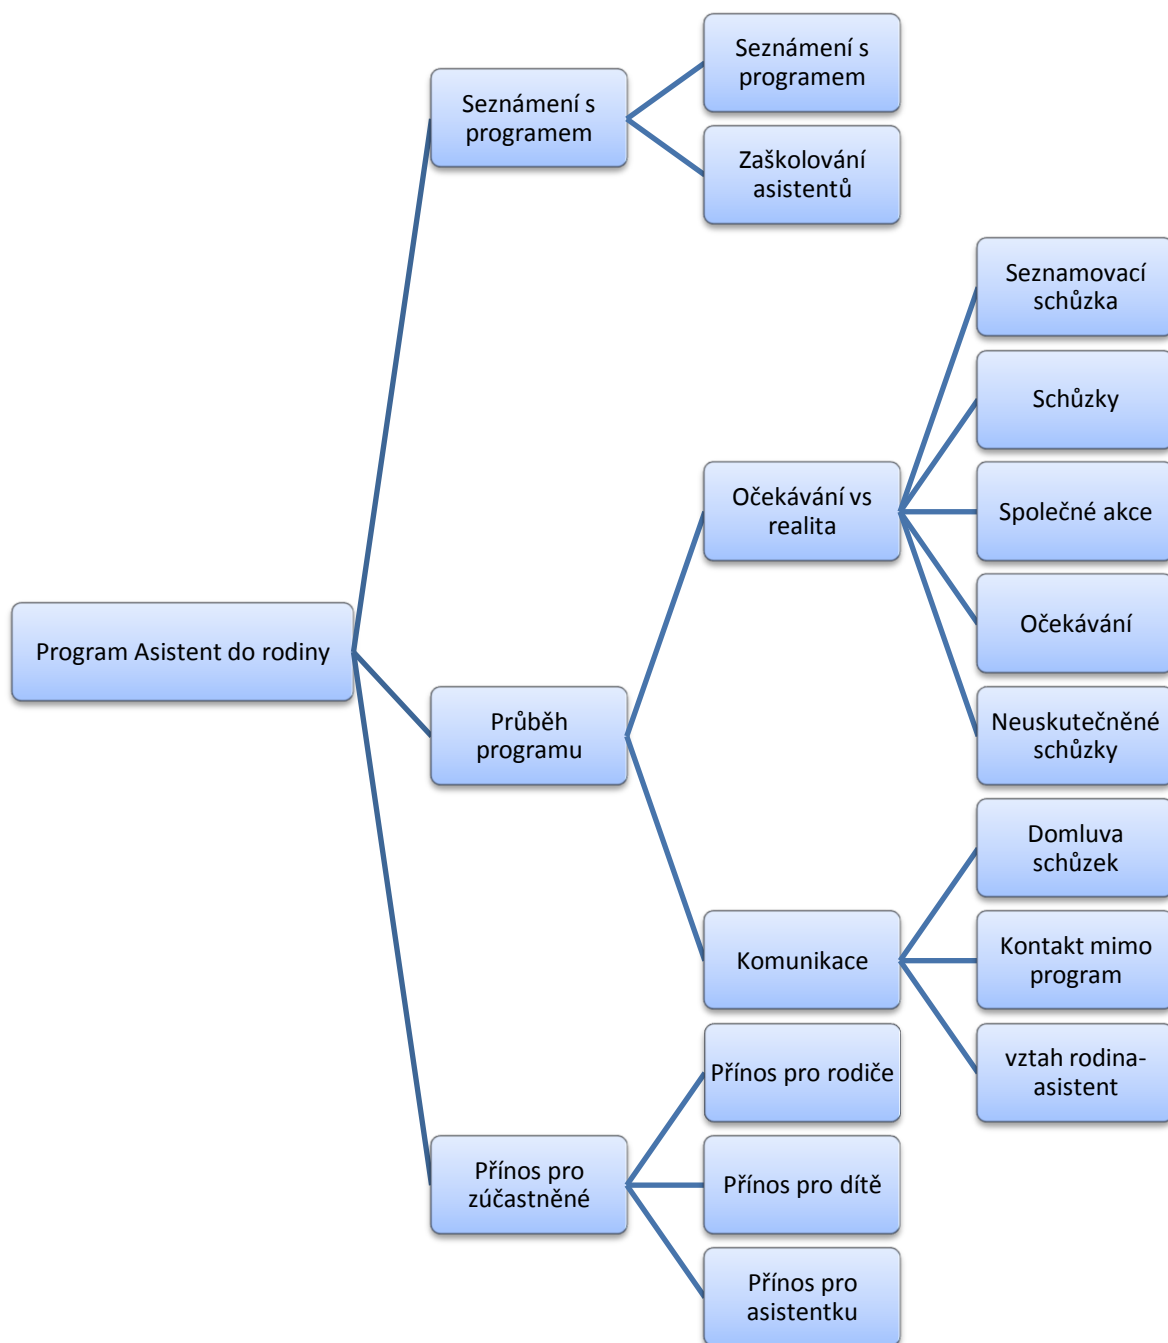 Seznámení s
programem
Seznámení s
programem
Zaškolování
asistentů
Seznamovací
schůzka
Schůzky
Očekávání vs
realita
Společné akce
Očekávání
Program Asistent do rodiny
Průběh
programu
Neuskutečněné
schůzky
Domluva
schůzek
Komunikace
Kontakt mimo
program
vztah rodina-
asistent
Přínos pro
zúčastněné
Přínos pro rodiče
Přínos pro dítě
Přínos pro
asistentku